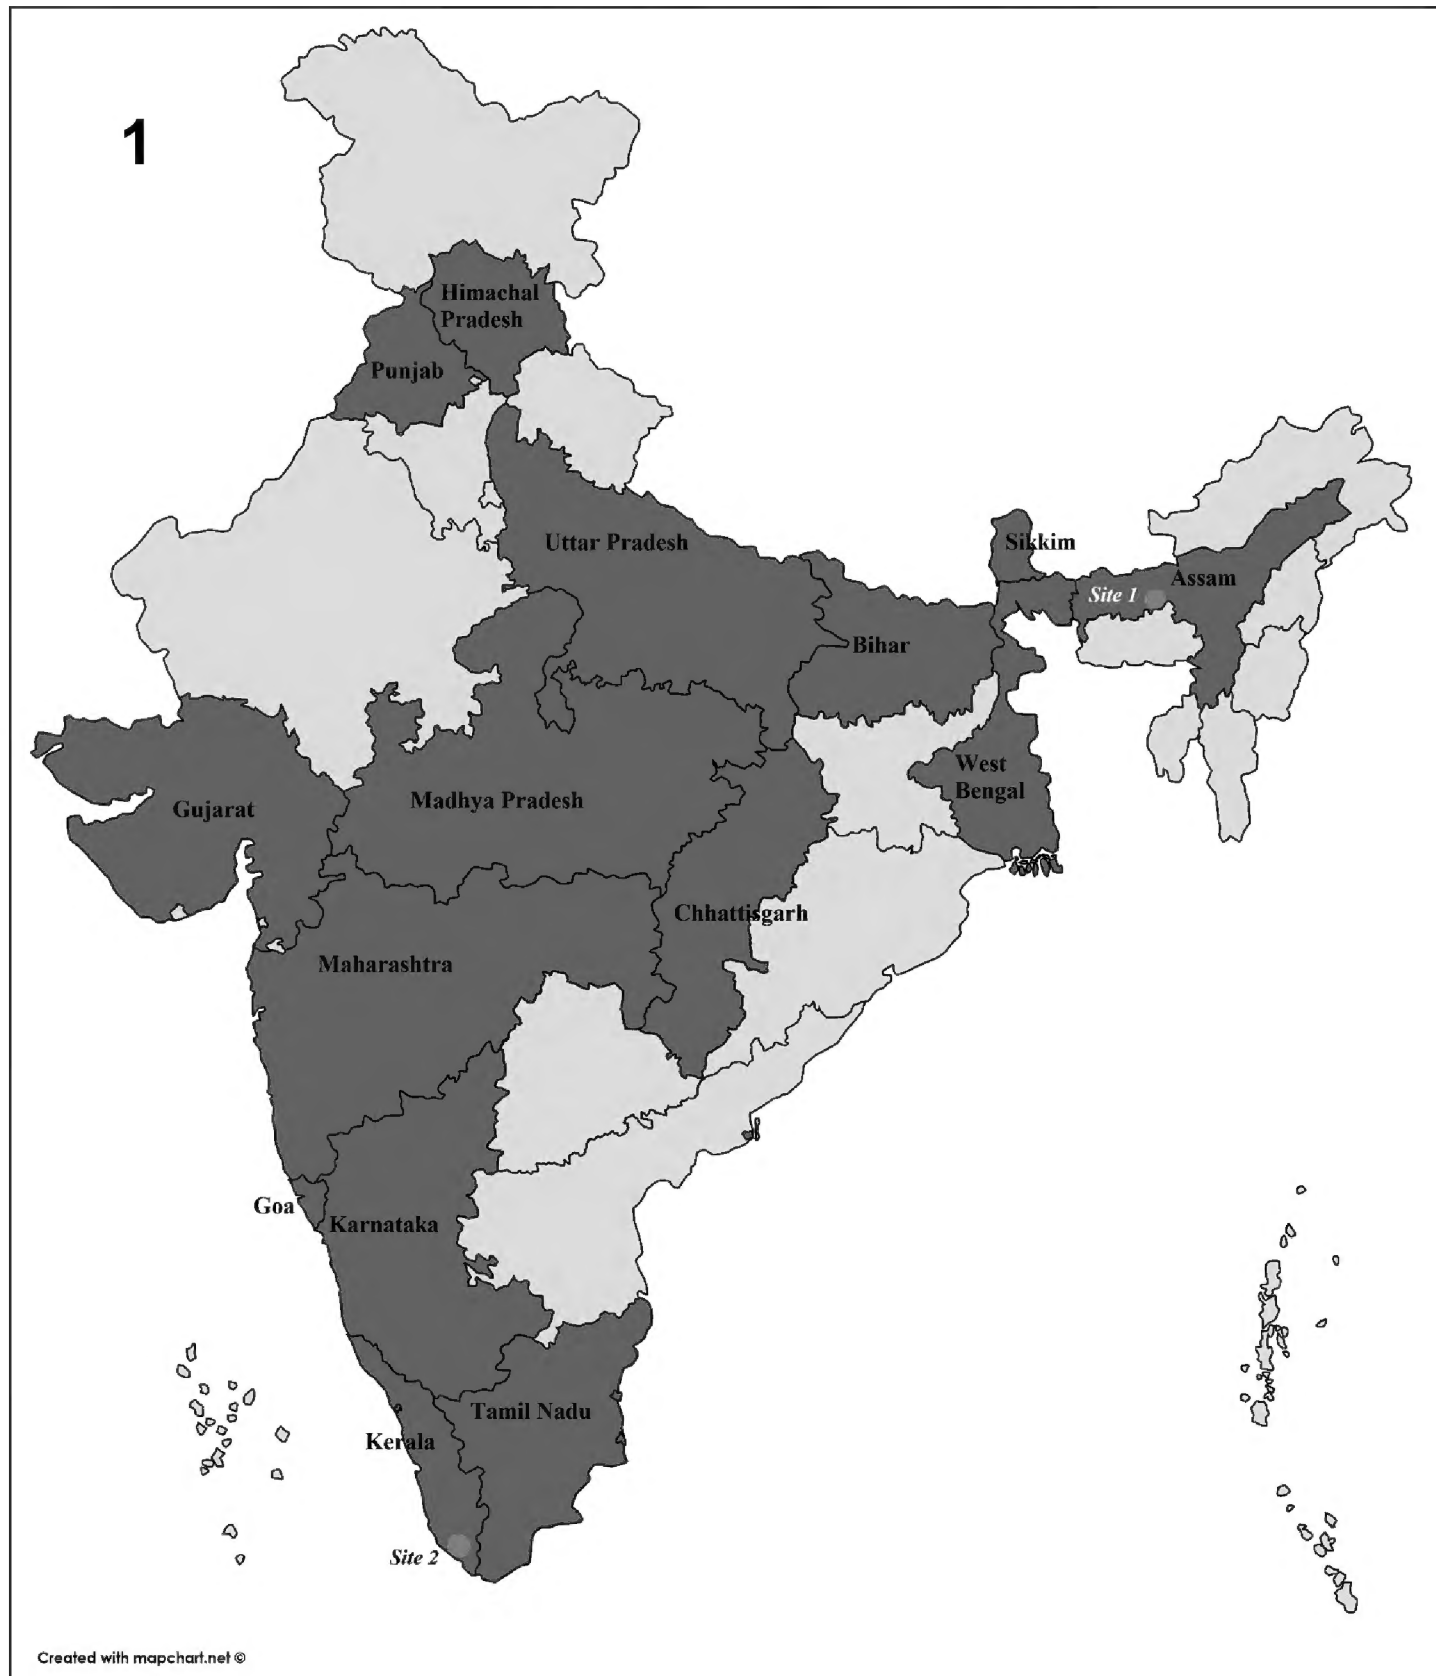 1
Himachal
Pradesh
Punjab
Uttar Pradesh
Sikkim
Assam
Site 1
Bihar
West
Bengal
Gujarat
Madhya Pradesh
Chhattisgarh
Maharashtra
Goa
Karnataka
Tamil Nadu
Kerala
Site 2
Created with mapchart.net ©